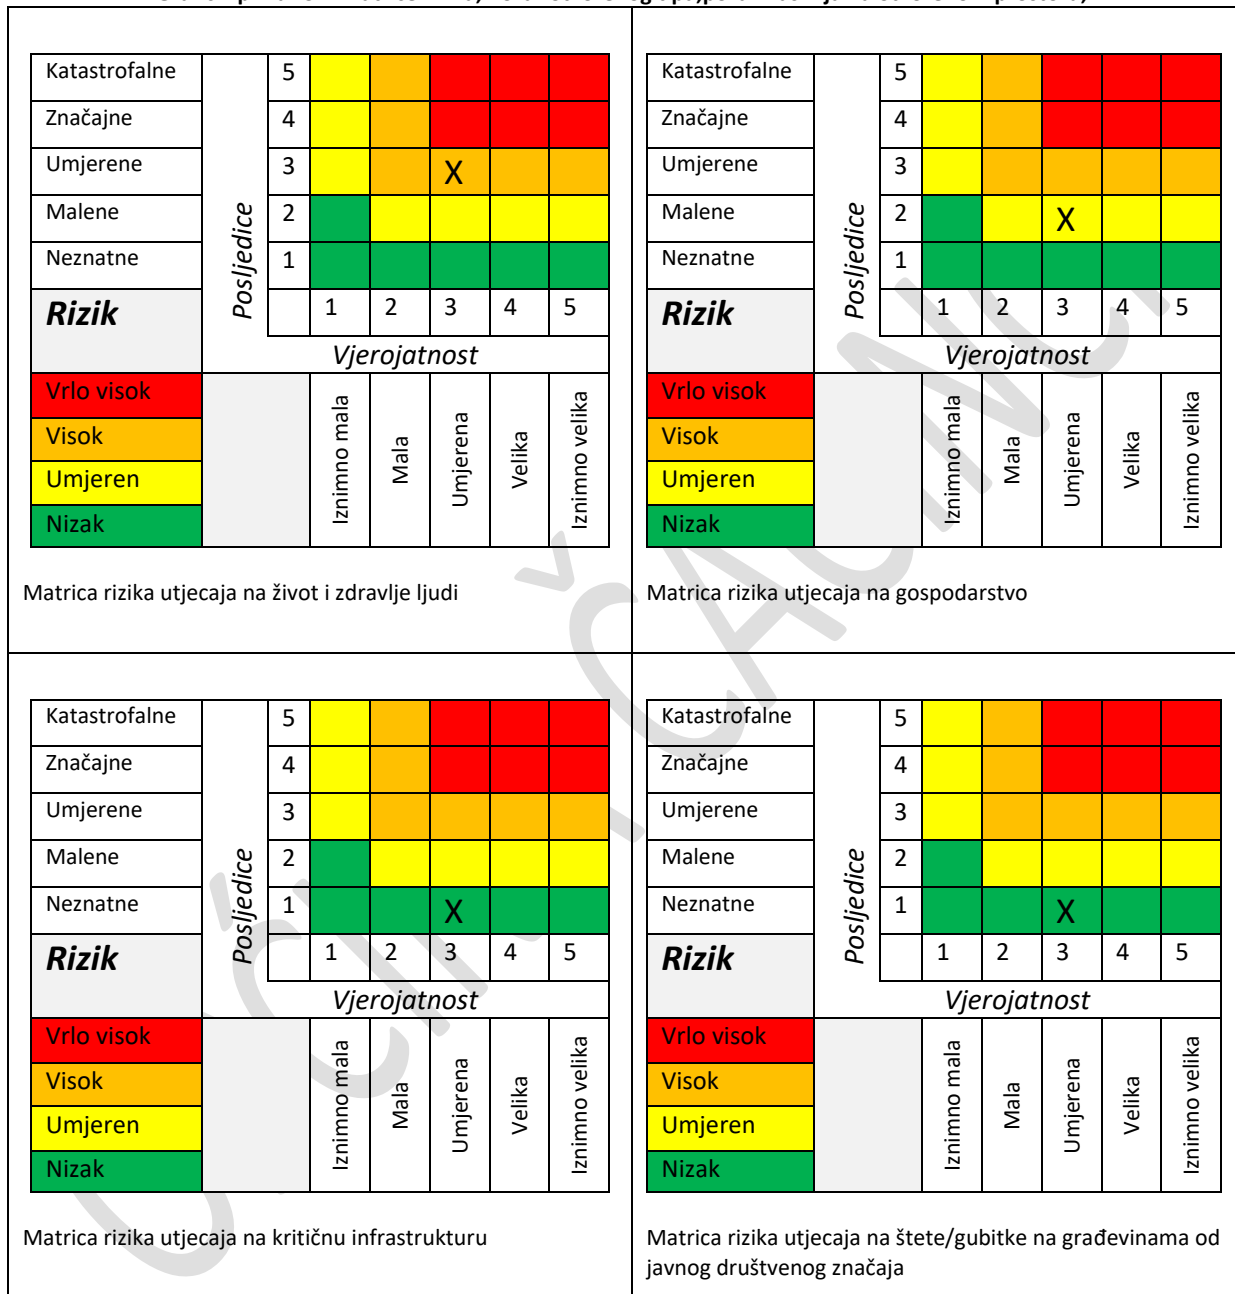 Katastrofalne 5
Značajne 4
Umjerene 3 X
Malene 2
Neznatne 1
Posljedice
Rizik 1 2 3 4 5
Vjerojatnost
Vrlo visok
Visok
Umjeren
Nizak
Iznimno mala
Mala
Umjerena
Velika
Iznimno velika
Matrica rizika utjecaja na život i zdravlje ljudi
Katastrofalne 5
Značajne 4
Umjerene 3
Malene 2 X
Neznatne 1
Posljedice
Rizik 1 2 3 4 5
Vjerojatnost
Vrlo visok
Visok
Umjeren
Nizak
Iznimno mala
Mala
Umjerena
Velika
Iznimno velika
Matrica rizika utjecaja na gospodarstvo
Katastrofalne 5
Značajne 4
Umjerene 3
Malene 2
Neznatne 1 X
Posljedice
Rizik 1 2 3 4 5
Vjerojatnost
Vrlo visok
Visok
Umjeren
Nizak
Iznimno mala
Mala
Umjerena
Velika
Iznimno velika
Matrica rizika utjecaja na kritičnu infrastrukturu
Katastrofalne 5
Značajne 4
Umjerene 3
Malene 2
Neznatne 1 X
Posljedice
Rizik 1 2 3 4 5
Vjerojatnost
Vrlo visok
Visok
Umjeren
Nizak
Iznimno mala
Mala
Umjerena
Velika
Iznimno velika
Matrica rizika utjecaja na štete/gubitke na građevinama od
javnog društvenog značaja